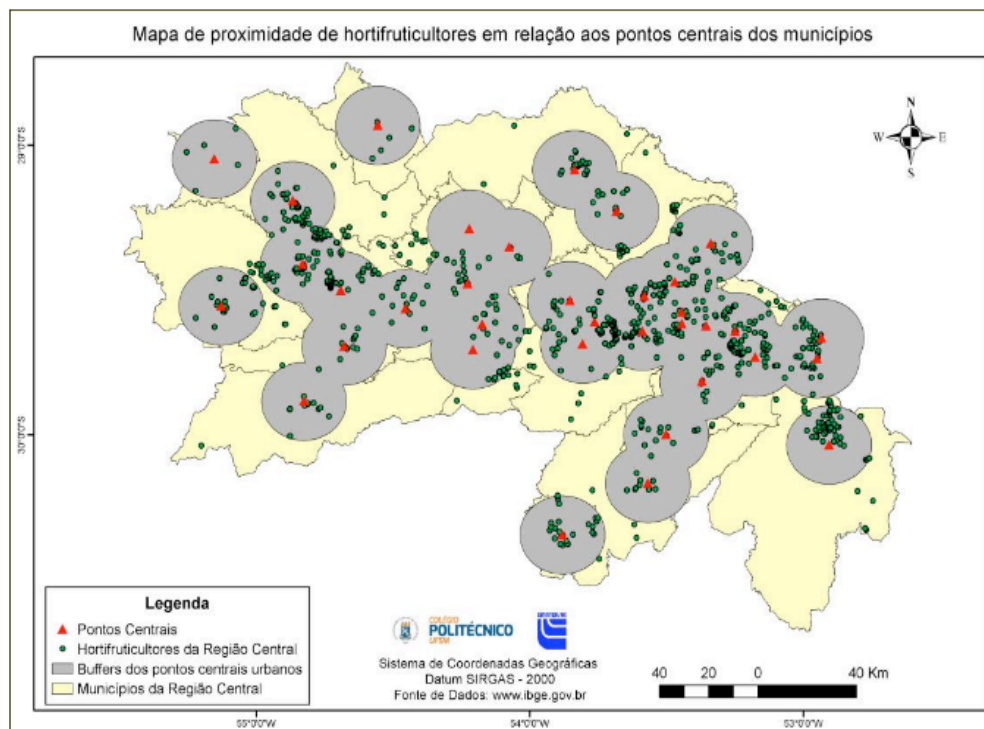 Mapa de proximidade de hortifruticultores em relação aos pontos centrais dos municípios
N
W E
S
29°0'0"S
30°0'0"S
Legenda
Pontos Centrais
Hortifruticultores da Região Central
Buffers dos pontos centrais urbanos
Municípios da Região Central
COLÉGIO
POLITÉCNICO
UFSM
Sistema de Coordenadas Geográficas
Datum SIRGAS - 2000
Fonte de Dados: www.ibge.gov.br
40 20 0 40 Km
55°0'0"W 54°0'0"W 53°0'0"W